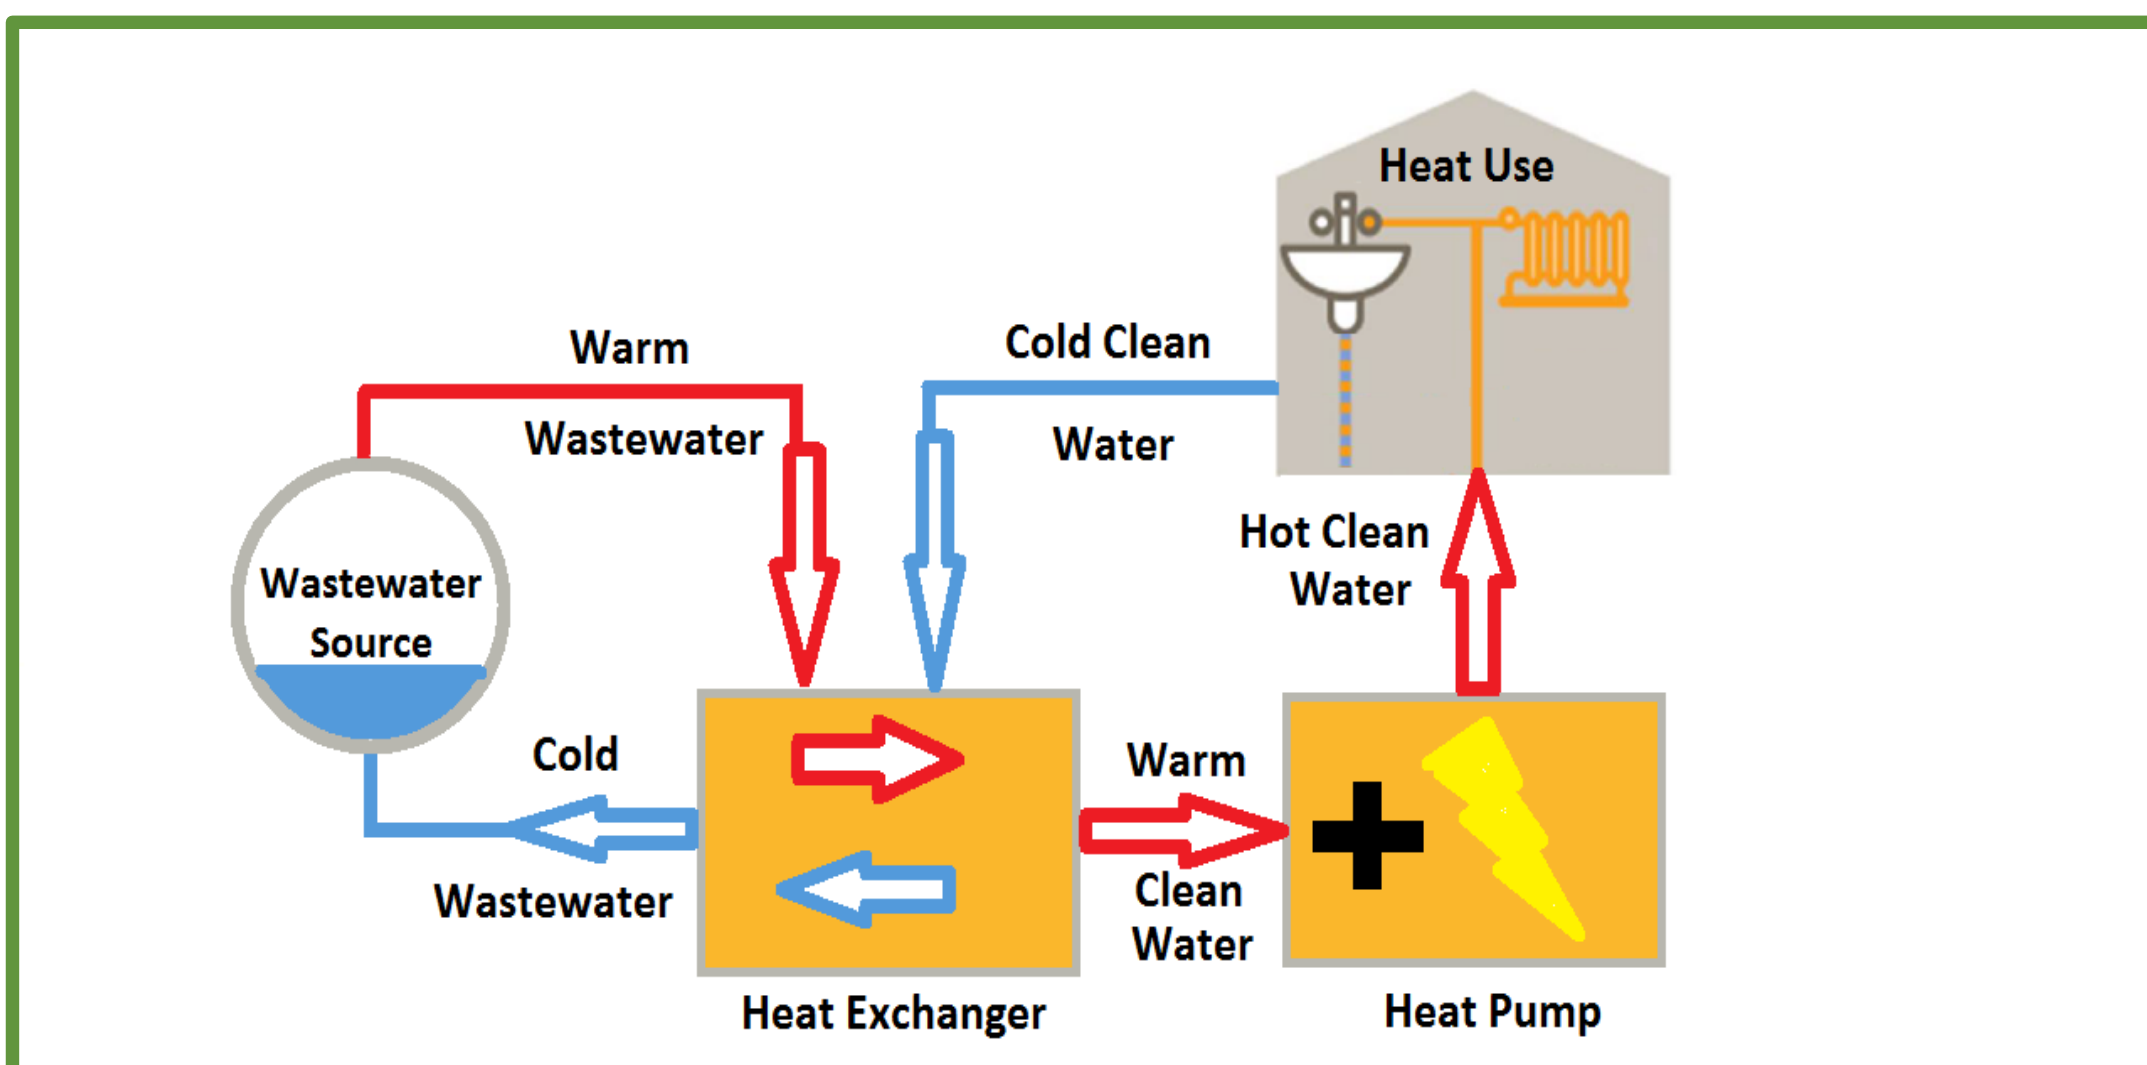 Heat Use
Warm
Wastewater
Cold Clean
Water
Hot Clean
Water
Wastewater
Source
Cold
Wastewater
Warm
Clean
Water
Heat Exchanger
Heat Pump